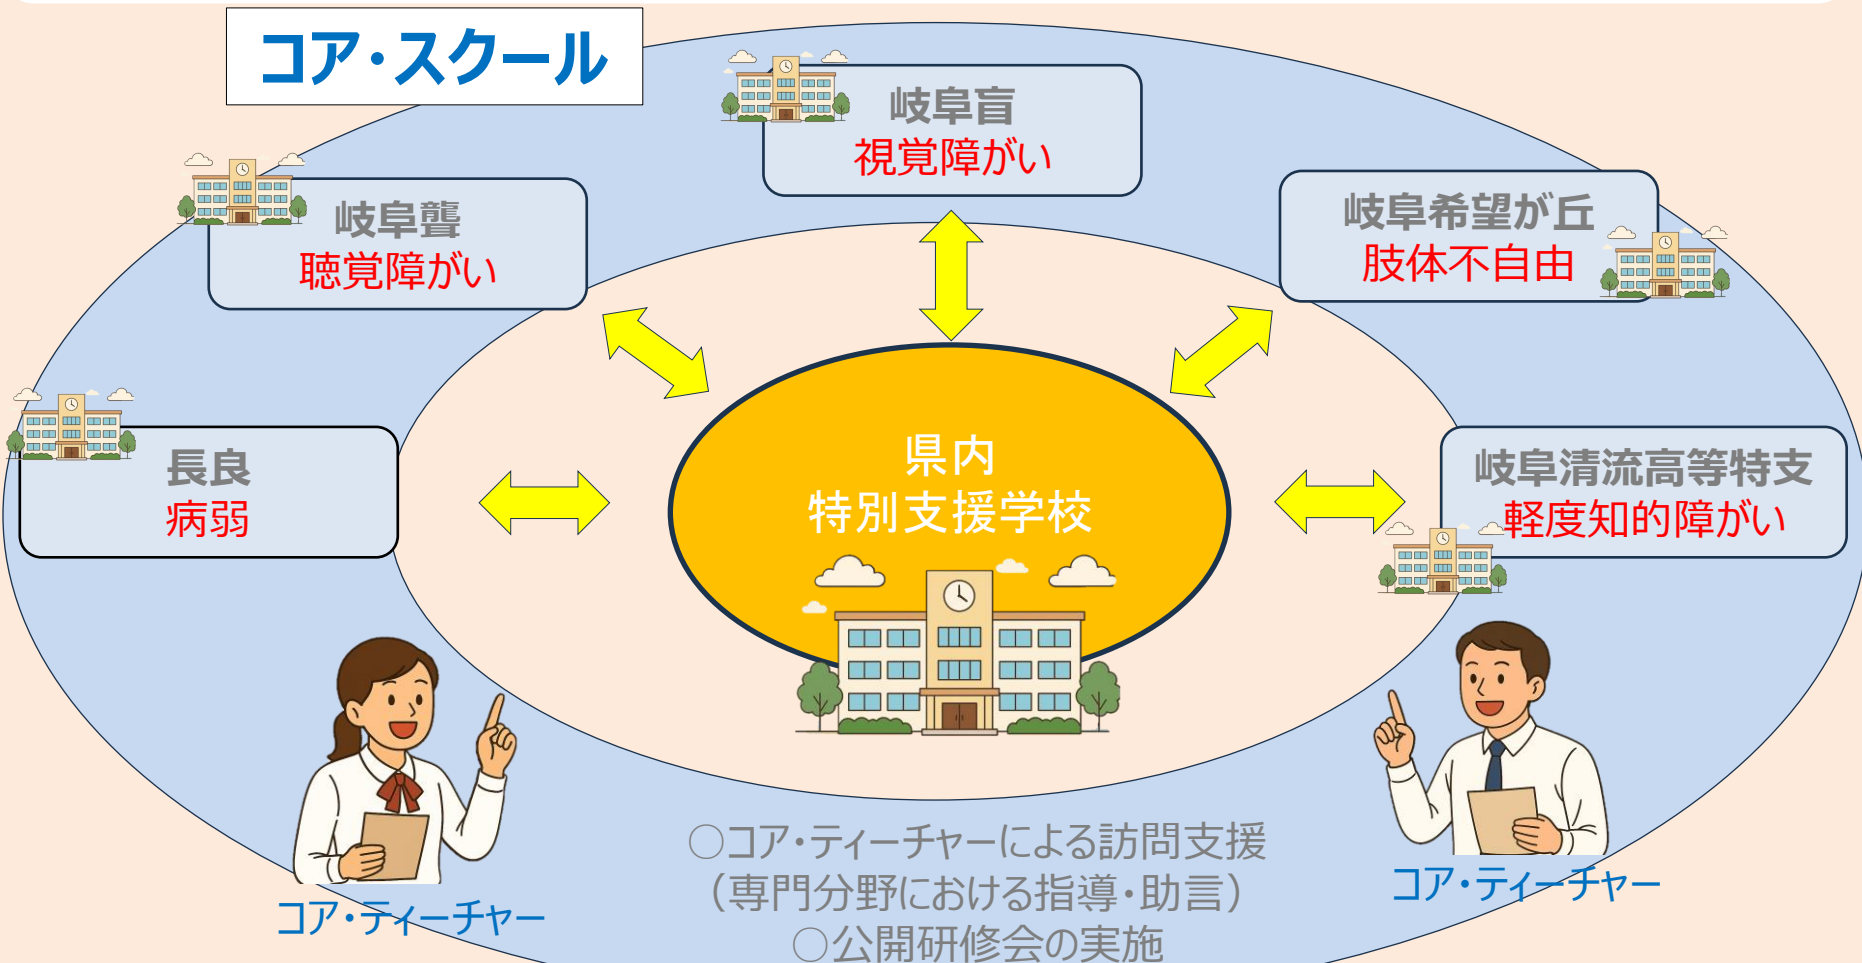 コア・スクール
岐阜盲
視覚障がい
岐阜聾
聴覚障がい
岐阜希望が丘
肢体不自由
長良
病弱
県内
特別支援学校
岐阜清流高等特支
軽度知的障がい
○コア・ティーチャーによる訪問支援
（専門分野における指導・助言）
○公開研修会の実施
コア・ティーチャー
コア・ティーチャー